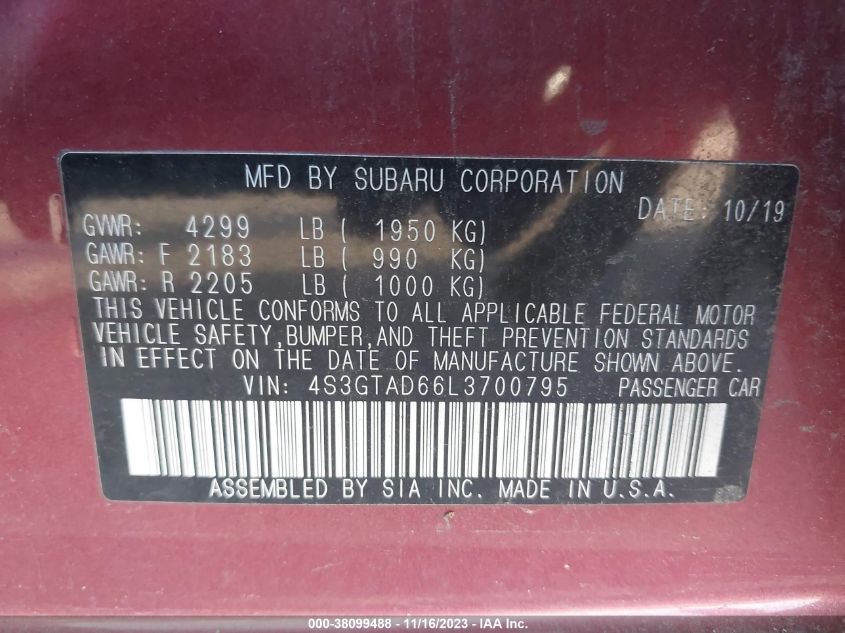 MFD BY SUBARU CORPORATION
DATE: 10/19
GVWR: 4299 LB ( 1950 KG)
GAWR: F 2183 LB ( 990 KG)
GAWR: R 2205 LB ( 1000 KG)
THIS VEHICLE CONFORMS TO ALL APPLICABLE FEDERAL MOTOR
VEHICLE SAFETY,BUMPER,AND THEFT PREVENTION STANDARDS
IN EFFECT ON THE DATE OF MANUFACTURE SHOWN ABOVE.
VIN: 4S3GTAD66L3700795 PASSENGER CAR
ASSEMBLED BY SIA INC. MADE IN U.S.A.
000-38099488 - 11/16/2023 - IAA Inc.